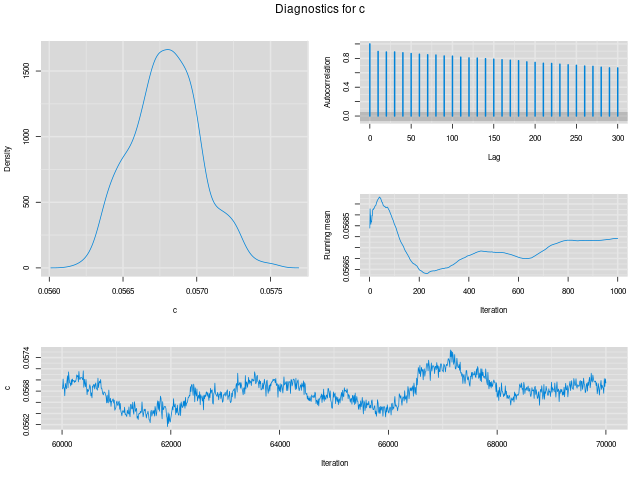 Diagnostics for c
Density
0 500 1000 1500
0.0560 0.0565 0.0570 0.0575
c
Autocorrelation
0.0 0.4 0.8
0 50 100 150 200 250 300
Lag
Running mean
0.05665 0.05685
0 200 400 600 800 1000
Iteration
c
0.0562 0.0568 0.0574
60000 62000 64000 66000 68000 70000
Iteration